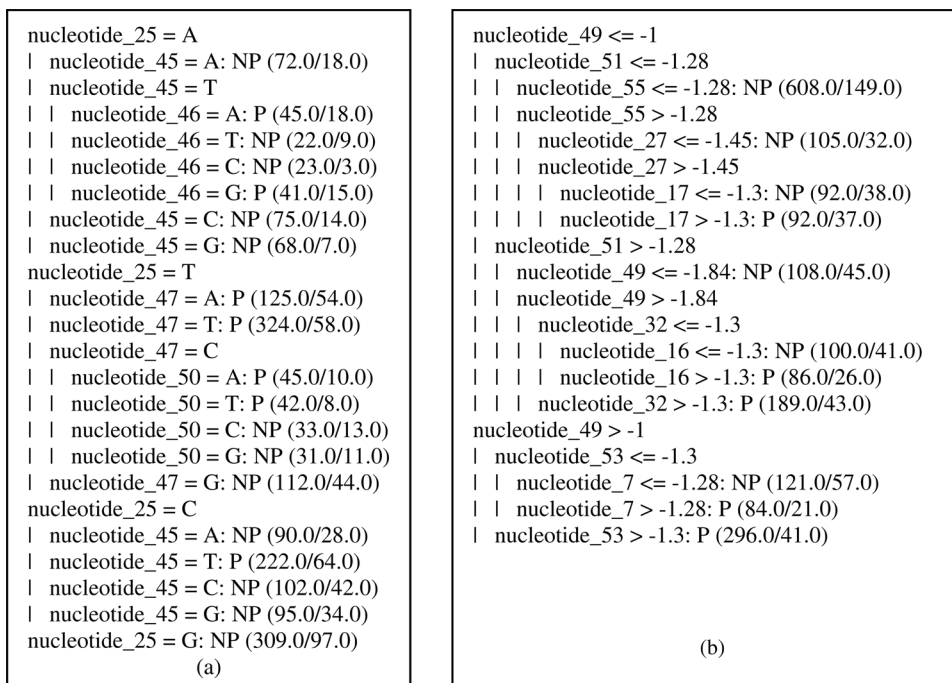 nucleotide_25 = A
| nucleotide_45 = A: NP (72.0/18.0)
| nucleotide_45 = T
| | nucleotide_46 = A: P (45.0/18.0)
| | nucleotide_46 = T: NP (22.0/9.0)
| | nucleotide_46 = C: NP (23.0/3.0)
| | nucleotide_46 = G: P (41.0/15.0)
| nucleotide_45 = C: NP (75.0/14.0)
| nucleotide_45 = G: NP (68.0/7.0)
nucleotide_25 = T
| nucleotide_47 = A: P (125.0/54.0)
| nucleotide_47 = T: P (324.0/58.0)
| nucleotide_47 = C
| | nucleotide_50 = A: P (45.0/10.0)
| | nucleotide_50 = T: P (42.0/8.0)
| | nucleotide_50 = C: NP (33.0/13.0)
| | nucleotide_50 = G: NP (31.0/11.0)
| nucleotide_47 = G: NP (112.0/44.0)
nucleotide_25 = C
| nucleotide_45 = A: NP (90.0/28.0)
| nucleotide_45 = T: P (222.0/64.0)
| nucleotide_45 = C: NP (102.0/42.0)
| nucleotide_45 = G: NP (95.0/34.0)
nucleotide_25 = G: NP (309.0/97.0)
(a)
nucleotide_49 <= -1
| nucleotide_51 <= -1.28
| | nucleotide_55 <= -1.28: NP (608.0/149.0)
| | nucleotide_55 > -1.28
| | | nucleotide_27 <= -1.45: NP (105.0/32.0)
| | | nucleotide_27 > -1.45
| | | | nucleotide_17 <= -1.3: NP (92.0/38.0)
| | | | nucleotide_17 > -1.3: P (92.0/37.0)
| nucleotide_51 > -1.28
| | nucleotide_49 <= -1.84: NP (108.0/45.0)
| | nucleotide_49 > -1.84
| | | nucleotide_32 <= -1.3
| | | | nucleotide_16 <= -1.3: NP (100.0/41.0)
| | | | nucleotide_16 > -1.3: P (86.0/26.0)
| | | nucleotide_32 > -1.3: P (189.0/43.0)
nucleotide_49 > -1
| nucleotide_53 <= -1.3
| | nucleotide_7 <= -1.28: NP (121.0/57.0)
| | nucleotide_7 > -1.28: P (84.0/21.0)
| nucleotide_53 > -1.3: P (296.0/41.0)
(b)